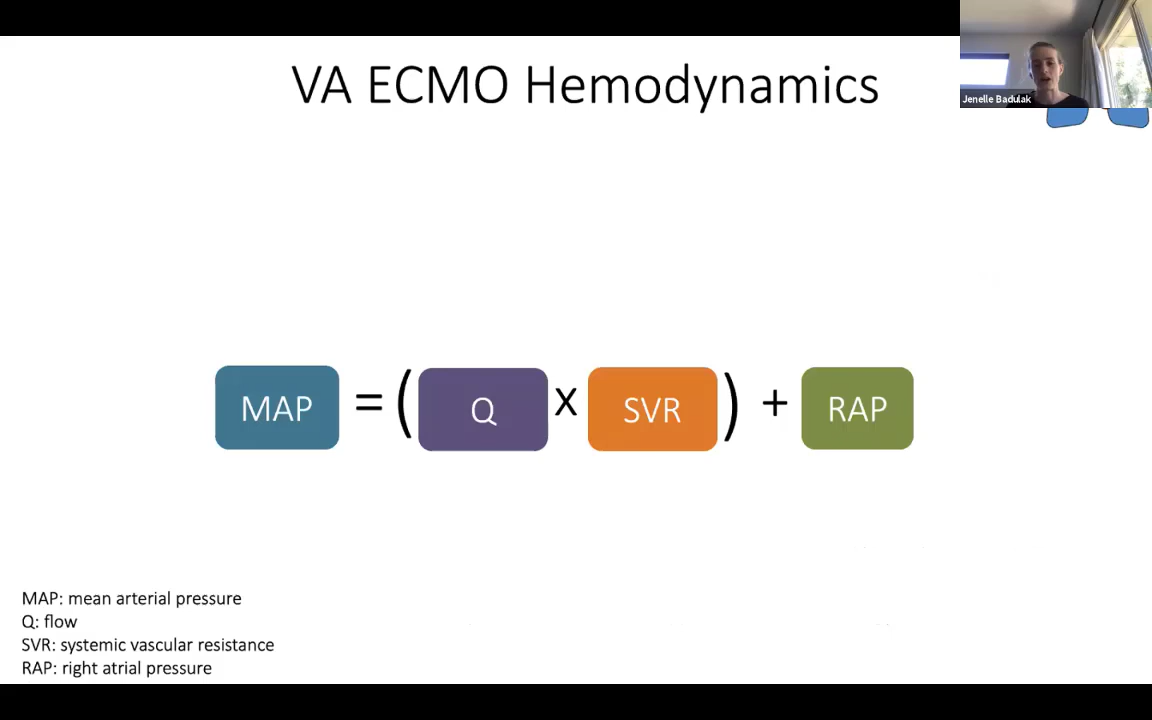 VA ECMO Hemodynamics
Jenelle Badulak
MAP = ( Q x SVR ) + RAP
MAP: mean arterial pressure
Q: flow
SVR: systemic vascular resistance
RAP: right atrial pressure